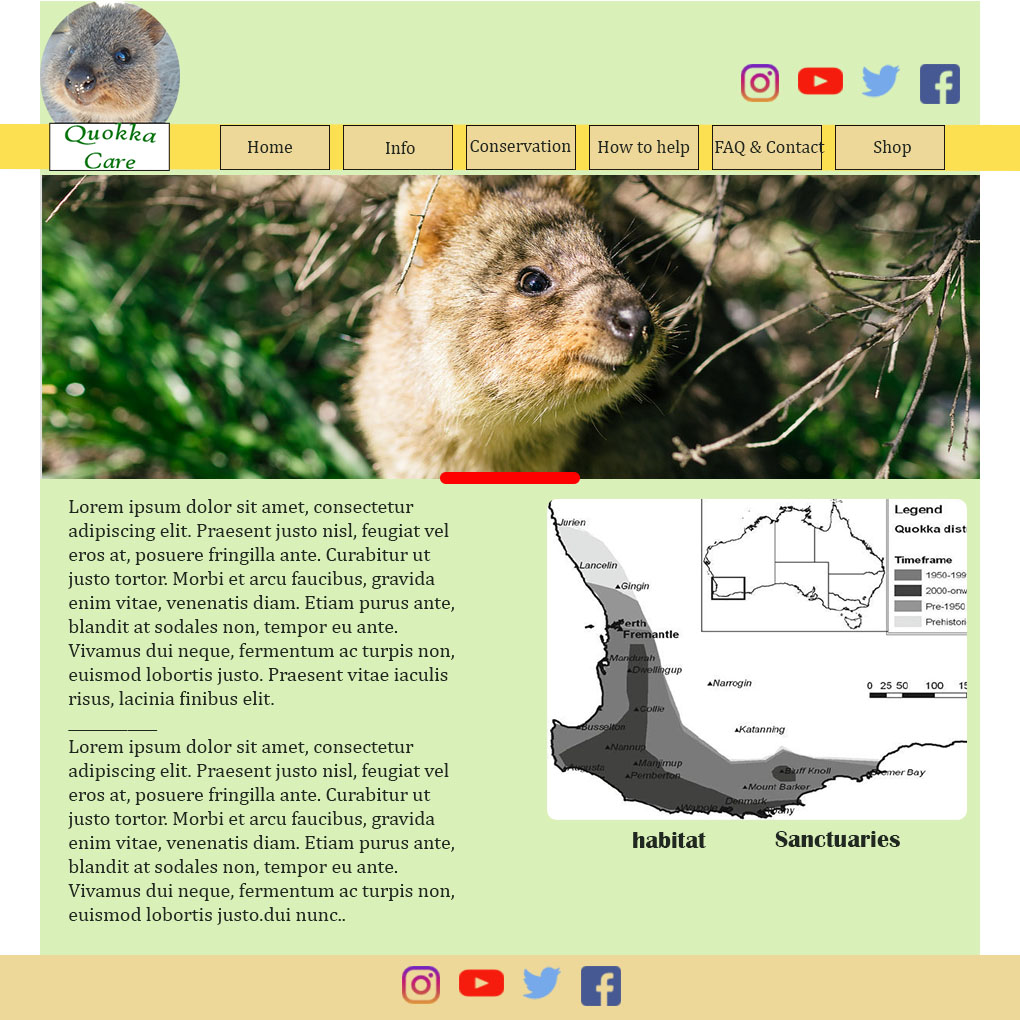 Quokka
Care
Home
Info
Conservation
How to help
FAQ & Contact
Shop
Lorem ipsum dolor sit amet, consectetur
adipiscing elit. Praesent justo nisl, feugiat vel
eros at, posuere fringilla ante. Curabitur ut
justo tortor. Morbi et arcu faucibus, gravida
enim vitae, venenatis diam. Etiam purus ante,
blandit at sodales non, tempor eu ante.
Vivamus dui neque, fermentum ac turpis non,
euismod lobortis justo. Praesent vitae iaculis
risus, lacinia finibus elit.
Lorem ipsum dolor sit amet, consectetur
adipiscing elit. Praesent justo nisl, feugiat vel
eros at, posuere fringilla ante. Curabitur ut
justo tortor. Morbi et arcu faucibus, gravida
enim vitae, venenatis diam. Etiam purus ante,
blandit at sodales non, tempor eu ante.
Vivamus dui neque, fermentum ac turpis non,
euismod lobortis justo.dui nunc..
Jurien
Lancelin
Gingin
Perth
Fremantle
Mandurah
Dwellingup
Narrogin
Collie
Busselton
Katanning
Nannup
Augusta
Manjimup
Pemberton
Bluff Knoll
Bremer Bay
Mount Barker
Denmark
Walpole
Legend
Quokka dist
Timeframe
1950-199
2000-onw
Pre-1950
Prehistori
0 25 50 100 15
habitat
Sanctuaries